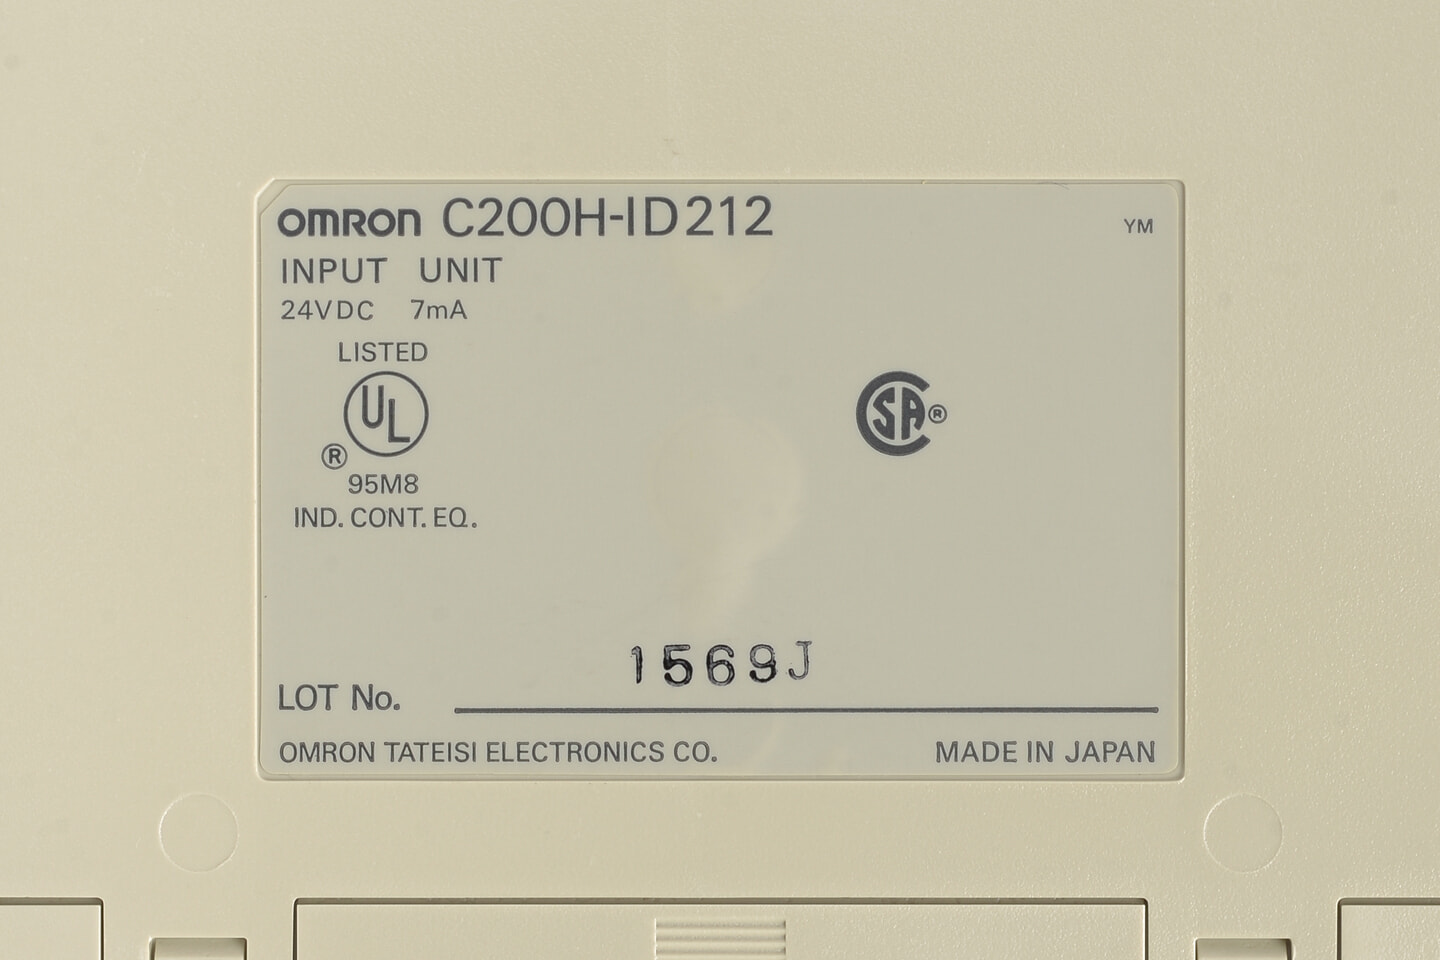 OMRON C200H-ID212 YM
INPUT UNIT
24VDC 7mA
LISTED
UL
®
95M8
IND. CONT. EQ.
CSA®
1569J
LOT No.
OMRON TATEISI ELECTRONICS CO. MADE IN JAPAN